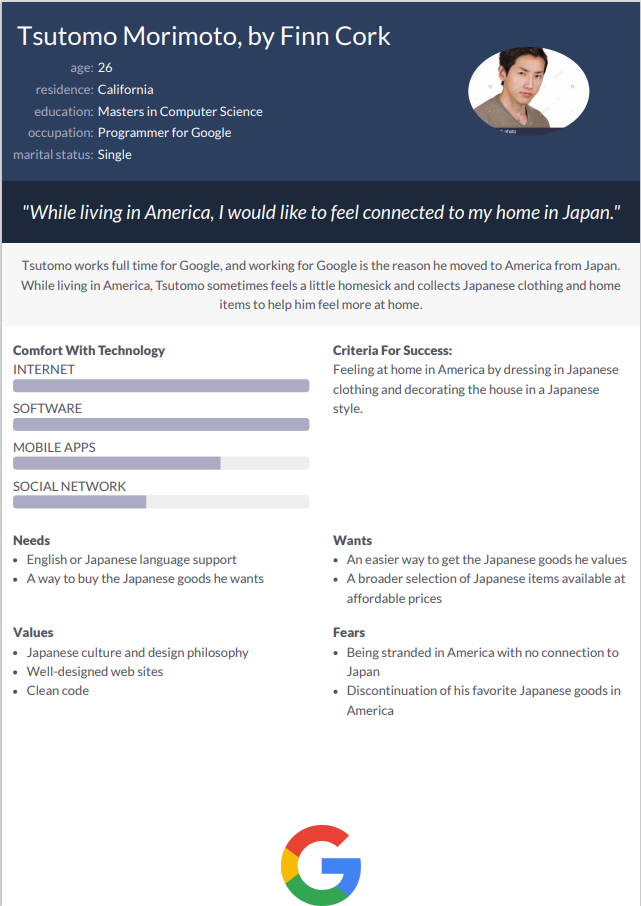 Tsutomo Morimoto, by Finn Cork
age: 26
residence: California
education: Masters in Computer Science
occupation: Programmer for Google
marital status: Single
"While living in America, I would like to feel connected to my home in Japan."
Tsutomo works full time for Google, and working for Google is the reason he moved to America from Japan.
While living in America, Tsutomo sometimes feels a little homesick and collects Japanese clothing and home
items to help him feel more at home.
Comfort With Technology
INTERNET
SOFTWARE
MOBILE APPS
SOCIAL NETWORK
Criteria For Success:
Feeling at home in America by dressing in Japanese
clothing and decorating the house in a Japanese
style.
Needs
• English or Japanese language support
• A way to buy the Japanese goods he wants
Wants
• An easier way to get the Japanese goods he values
• A broader selection of Japanese items available at
affordable prices
Values
• Japanese culture and design philosophy
• Well-designed web sites
• Clean code
Fears
• Being stranded in America with no connection to
Japan
• Discontinuation of his favorite Japanese goods in
America